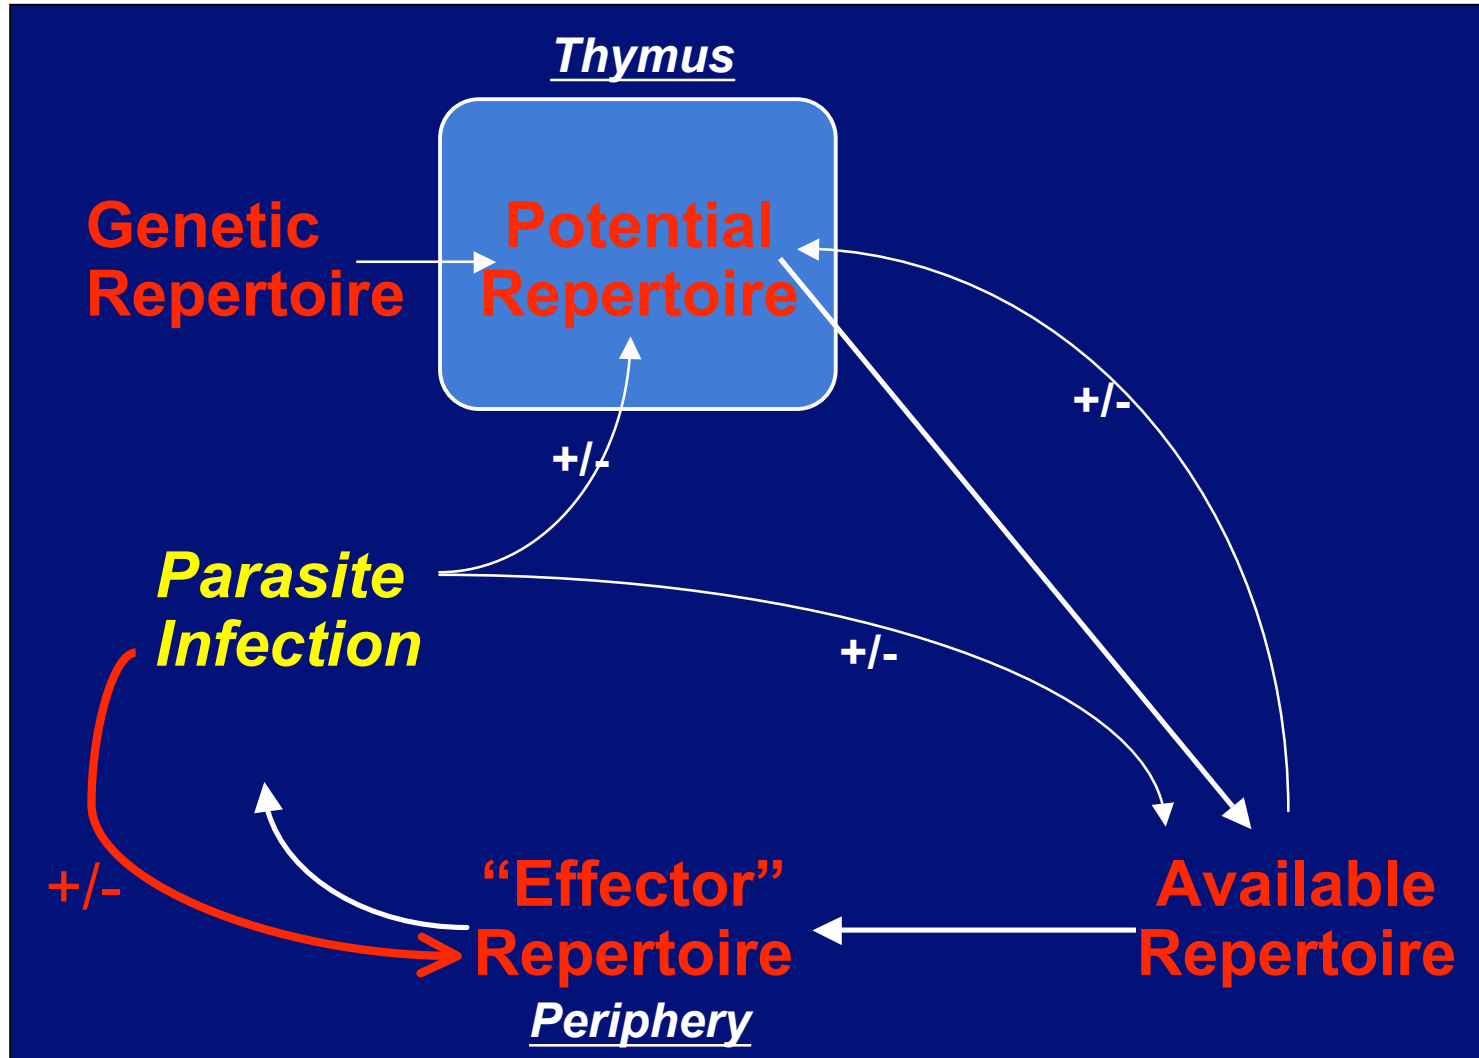 Thymus
Genetic
Repertoire
Potential
Repertoire
+/-
+/-
Parasite
Infection
+/-
+/-
“Effector”
Repertoire
Available
Repertoire
Periphery